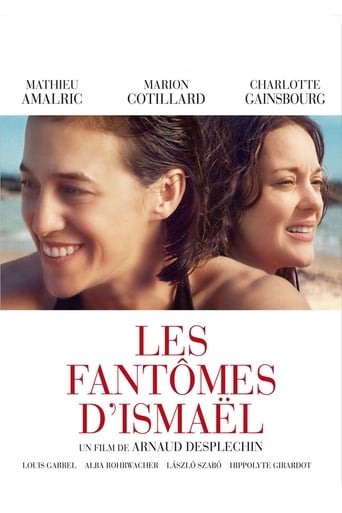 MATHIEU AMALRIC MARION COTILLARD CHARLOTTE GAINSBOURG
LES
FANTÔMES
D'ISMAËL
UN FILM DE ARNAUD DESPLECHIN
LOUIS GARREL ALBA ROHRWACHER LÁSZLÓ SZABÓ HIPPOLYTE GIRARDOT